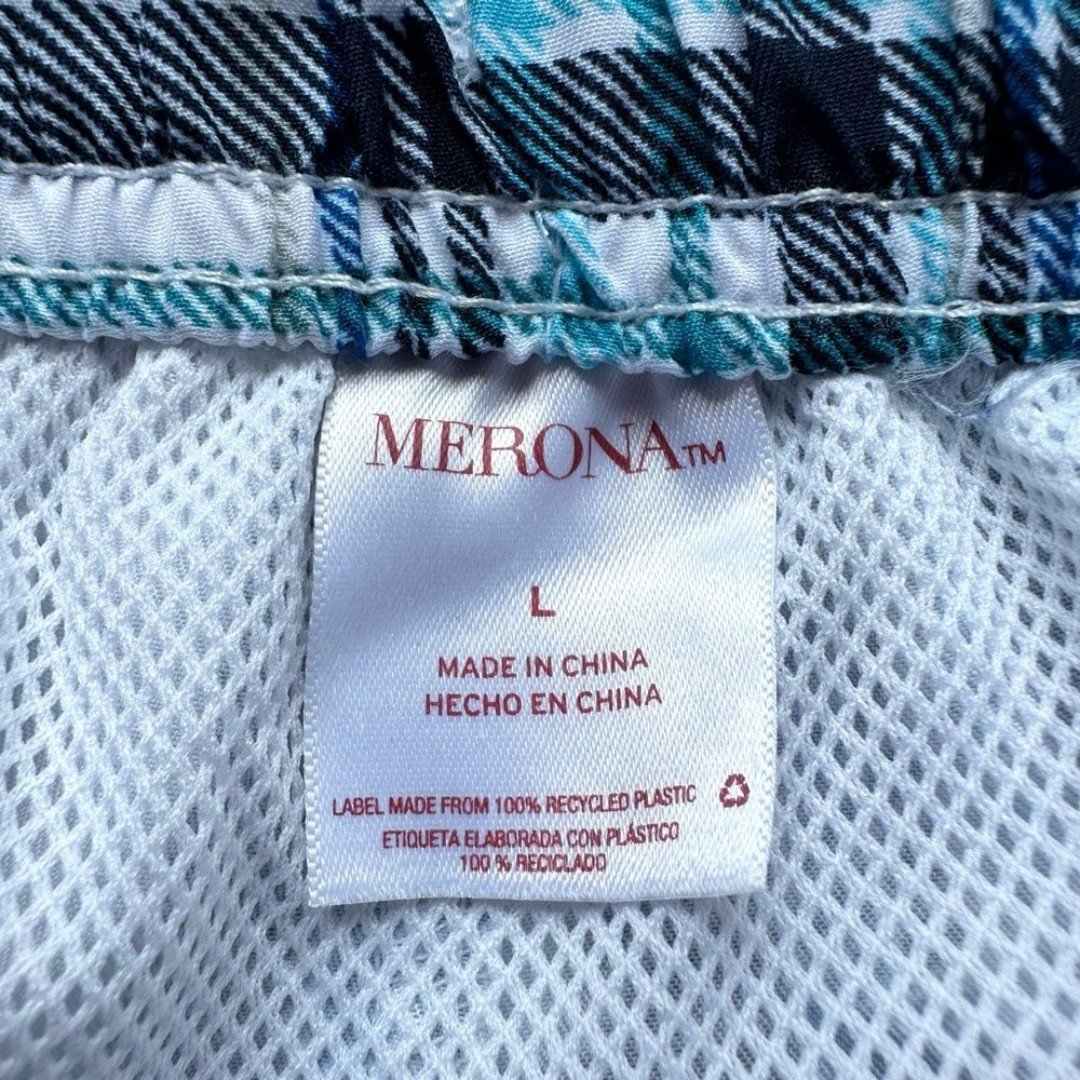 MERONA™
L
MADE IN CHINA
HECHO EN CHINA
LABEL MADE FROM 100% RECYCLED PLASTIC
ETIQUETA ELABORADA CON PLÁSTICO
100 % RECICLADO